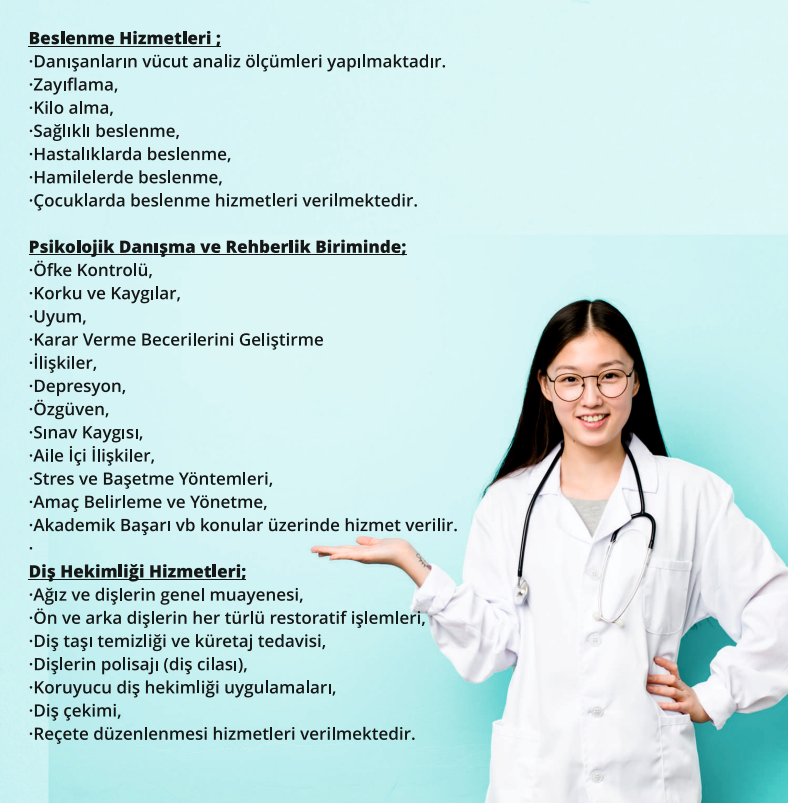 Beslenme Hizmetleri ;
·Danışanların vücut analiz ölçümleri yapılmaktadır.
·Zayıflama,
·Kilo alma,
·Sağlıklı beslenme,
·Hastalıklarda beslenme,
·Hamilelerde beslenme,
·Çocuklarda beslenme hizmetleri verilmektedir.
Psikolojik Danışma ve Rehberlik Biriminde;
·Öfke Kontrolü,
·Korku ve Kaygılar,
·Uyum,
·Karar Verme Becerilerini Geliştirme
·İlişkiler,
·Depresyon,
·Özgüven,
·Sınav Kaygısı,
·Aile İçi İlişkiler,
·Stres ve Başetme Yöntemleri,
·Amaç Belirleme ve Yönetme,
·Akademik Başarı vb konular üzerinde hizmet verilir.
·
Diş Hekimliği Hizmetleri;
·Ağız ve dişlerin genel muayenesi,
·Ön ve arka dişlerin her türlü restoratif işlemleri,
·Diş taşı temizliği ve küretaj tedavisi,
·Dişlerin polisajı (diş cilası),
·Koruyucu diş hekimliği uygulamaları,
·Diş çekimi,
·Reçete düzenlenmesi hizmetleri verilmektedir.